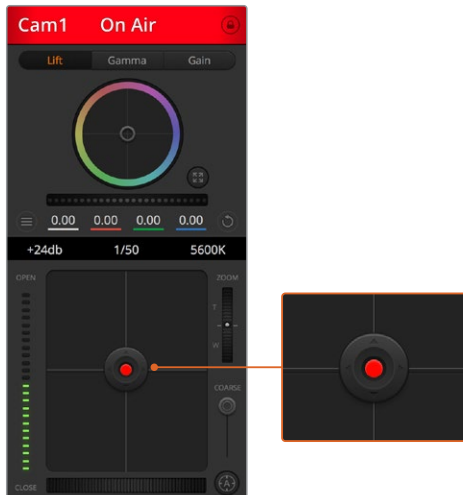 Cam1 On Air
Lift Gamma Gain
0.00 0.00 0.00 0.00
+24db 1/50 5600K
OPEN ZOOM
T
W
COARSE
CLOSE A